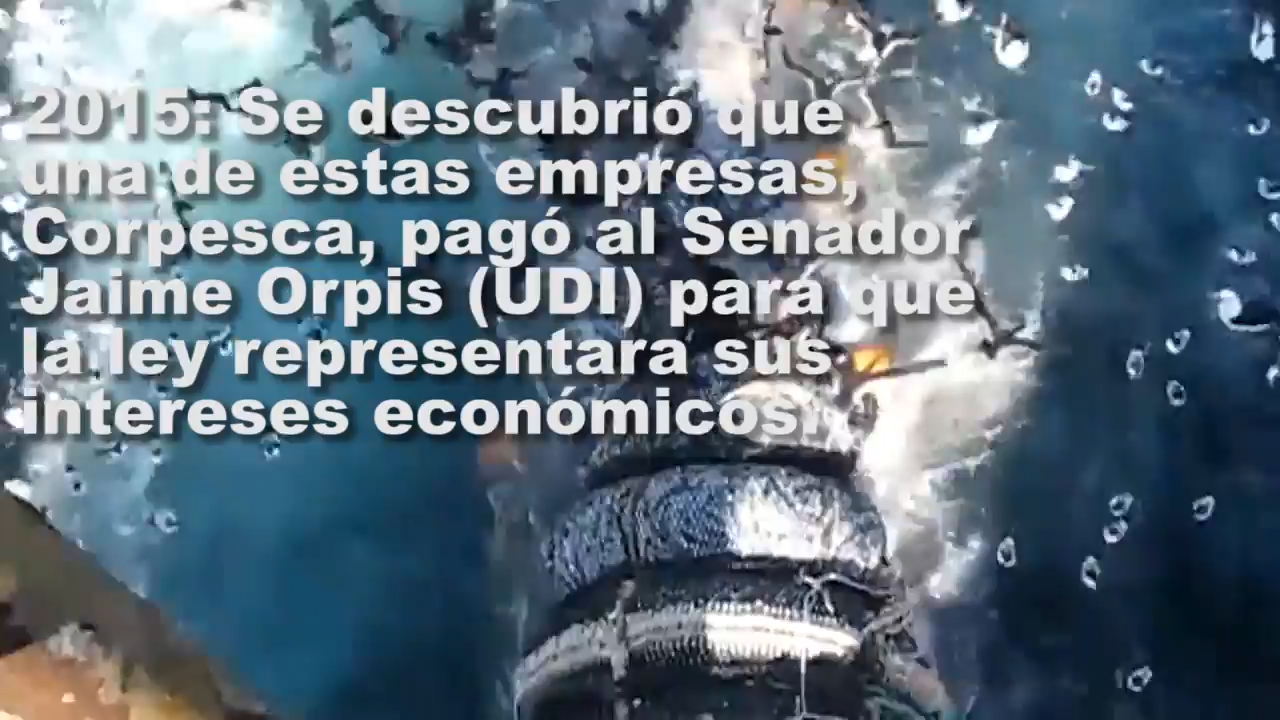 2015: Se descubrió que
una de estas empresas,
Corpesca, pagó al Senador
Jaime Orpis (UDI) para que
la ley representara sus
intereses económicos.